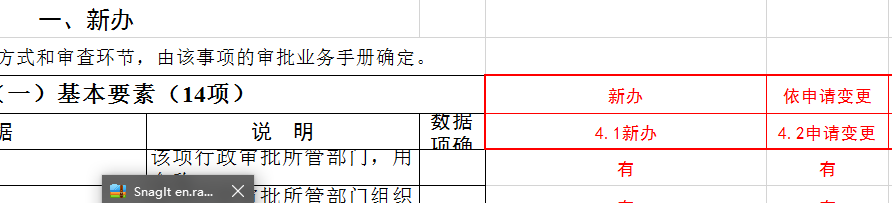 一、新办
方式和审查环节，由该事项的审批业务手册确定。
（一）基本要素（14项）
新办
依申请变更
据
说 明
数据
项确
4.1新办
4.2申请变更
该项行政审批所管部门，用
有
有
SnagIt en.ra...
审批所管部门组织